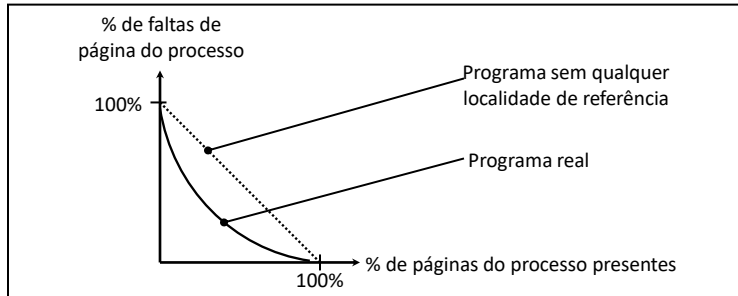 % de faltas de
página do processo
100%
Programa sem qualquer
localidade de referência
Programa real
% de páginas do processo presentes
100%